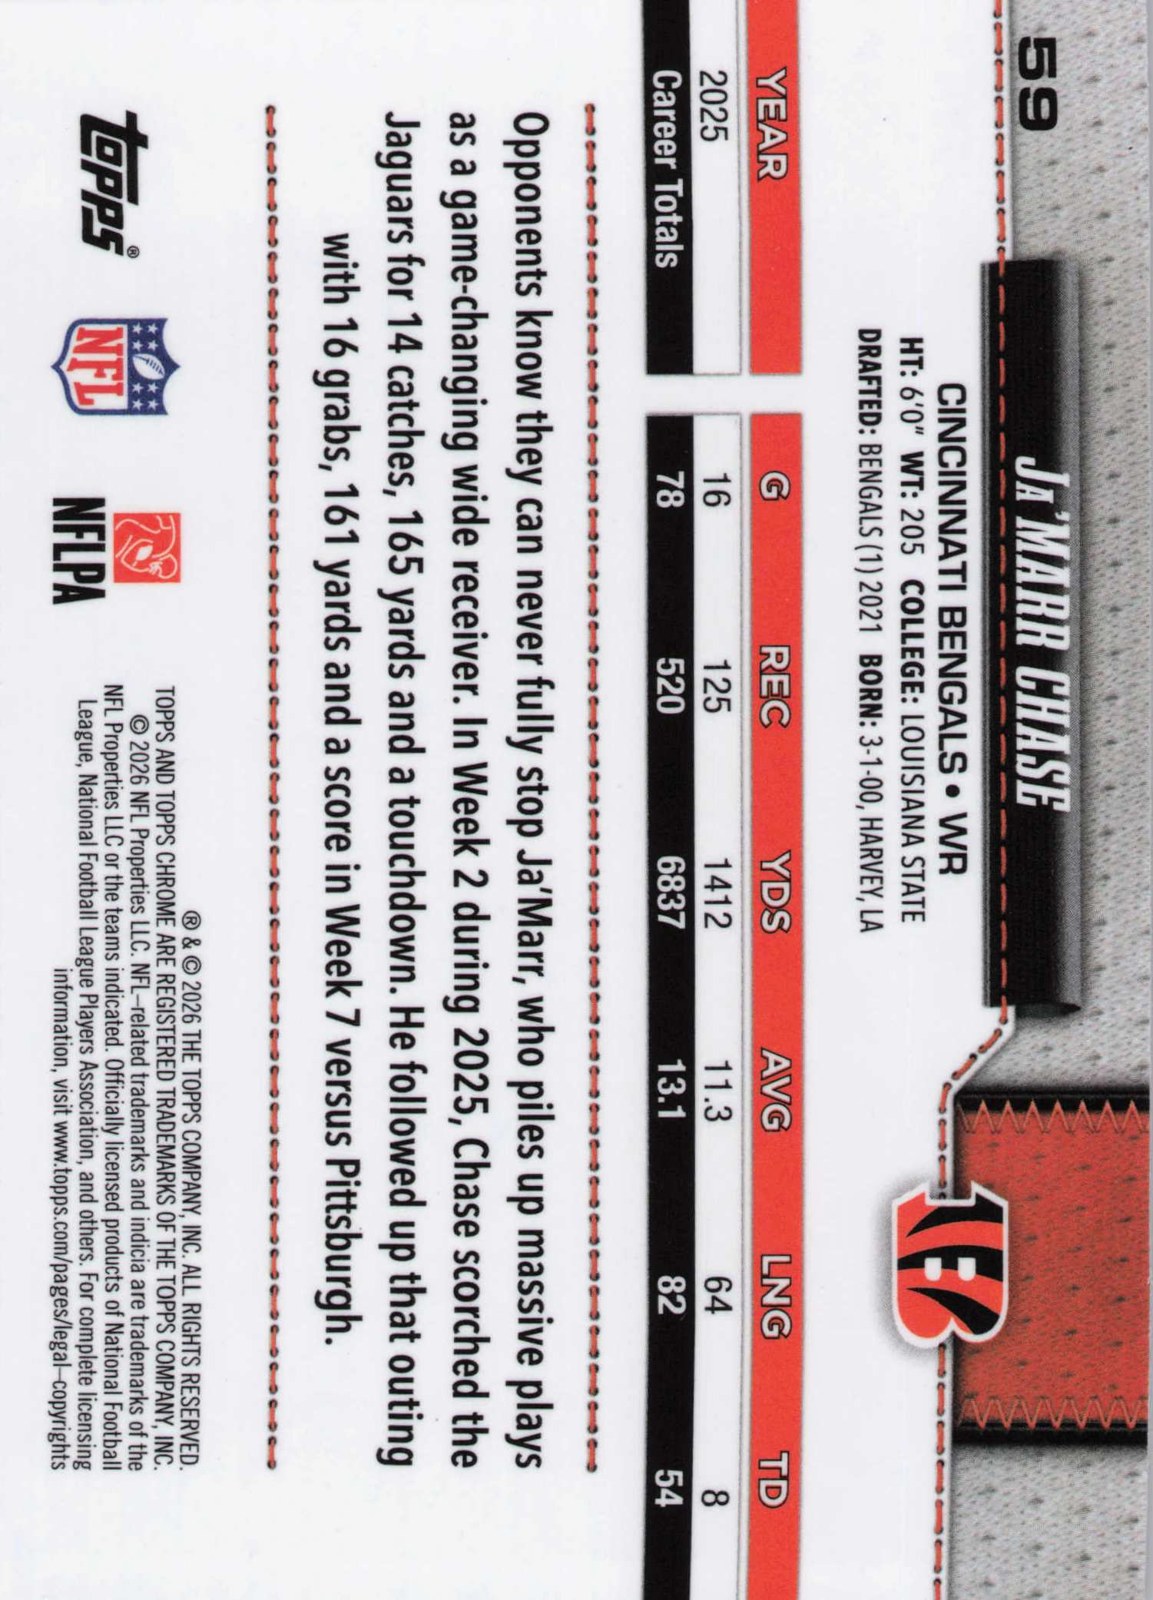 59
JA'MARR CHASE
CINCINNATI BENGALS • WR
HT: 6'0" WT: 205 COLLEGE: LOUISIANA STATE
DRAFTED: BENGALS (1) 2021 BORN: 3-1-00, HARVEY, LA
B
YEAR G REC YDS AVG LNG TD
2025 16 125 1412 11.3 64 8
Career Totals 78 520 6837 13.1 82 54
Opponents know they can never fully stop Ja'Marr, who piles up massive plays
as a game-changing wide receiver. In Week 2 during 2025, Chase scorched the
Jaguars for 14 catches, 165 yards and a touchdown. He followed up that outing
with 16 grabs, 161 yards and a score in Week 7 versus Pittsburgh.
topps®
NFL
NFLPA
® & © 2026 THE TOPPS COMPANY, INC. ALL RIGHTS RESERVED.
TOPPS AND TOPPS CHROME ARE REGISTERED TRADEMARKS OF THE TOPPS COMPANY, INC.
© 2026 NFL Properties LLC. NFL-related trademarks and indicia are trademarks of the
NFL Properties LLC or the teams indicated. Officially licensed products of National Football
League, National Football League Players Association, and others. For complete licensing
information, visit www.topps.com/pages/legal-copyrights